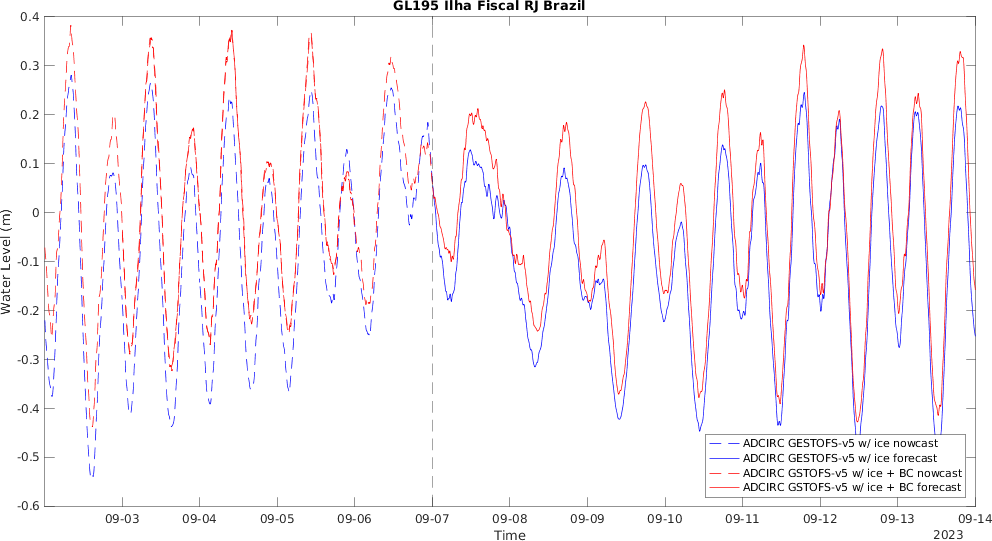 GL195 Ilha Fiscal RJ Brazil
0.4
0.3
0.2
0.1
0
-0.1
-0.2
-0.3
-0.4
-0.5
-0.6
Water Level (m)
ADCIRC GESTOFS-v5 w/ ice nowcast
ADCIRC GESTOFS-v5 w/ ice forecast
ADCIRC GSTOFS-v5 w/ ice + BC nowcast
ADCIRC GSTOFS-v5 w/ ice + BC forecast
09-03 09-04 09-05 09-06 09-07 09-08 09-09 09-10 09-11 09-12 09-13 09-14
Time
2023